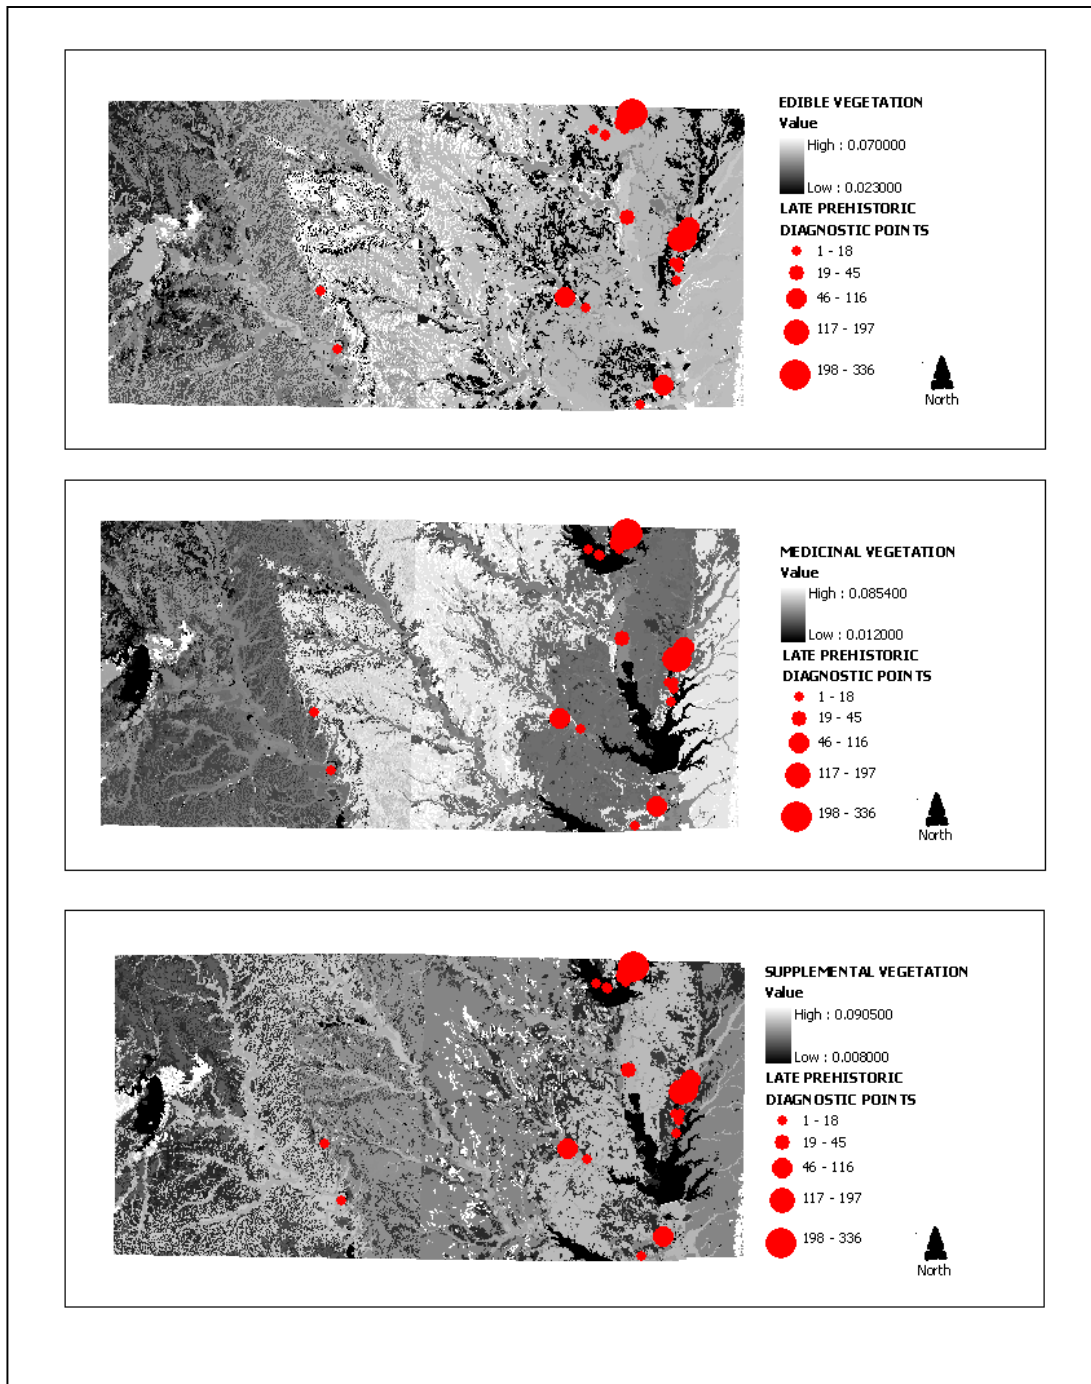 EDIBLE VEGETATION
Value
High : 0.070000
Low : 0.023000
LATE PREHISTORIC
DIAGNOSTIC POINTS
1 - 18
19 - 45
46 - 116
117 - 197
198 - 336
North
MEDICINAL VEGETATION
Value
High : 0.085400
Low : 0.012000
LATE PREHISTORIC
DIAGNOSTIC POINTS
1 - 18
19 - 45
46 - 116
117 - 197
198 - 336
North
SUPPLEMENTAL VEGETATION
Value
High : 0.090500
Low : 0.008000
LATE PREHISTORIC
DIAGNOSTIC POINTS
1 - 18
19 - 45
46 - 116
117 - 197
198 - 336
North